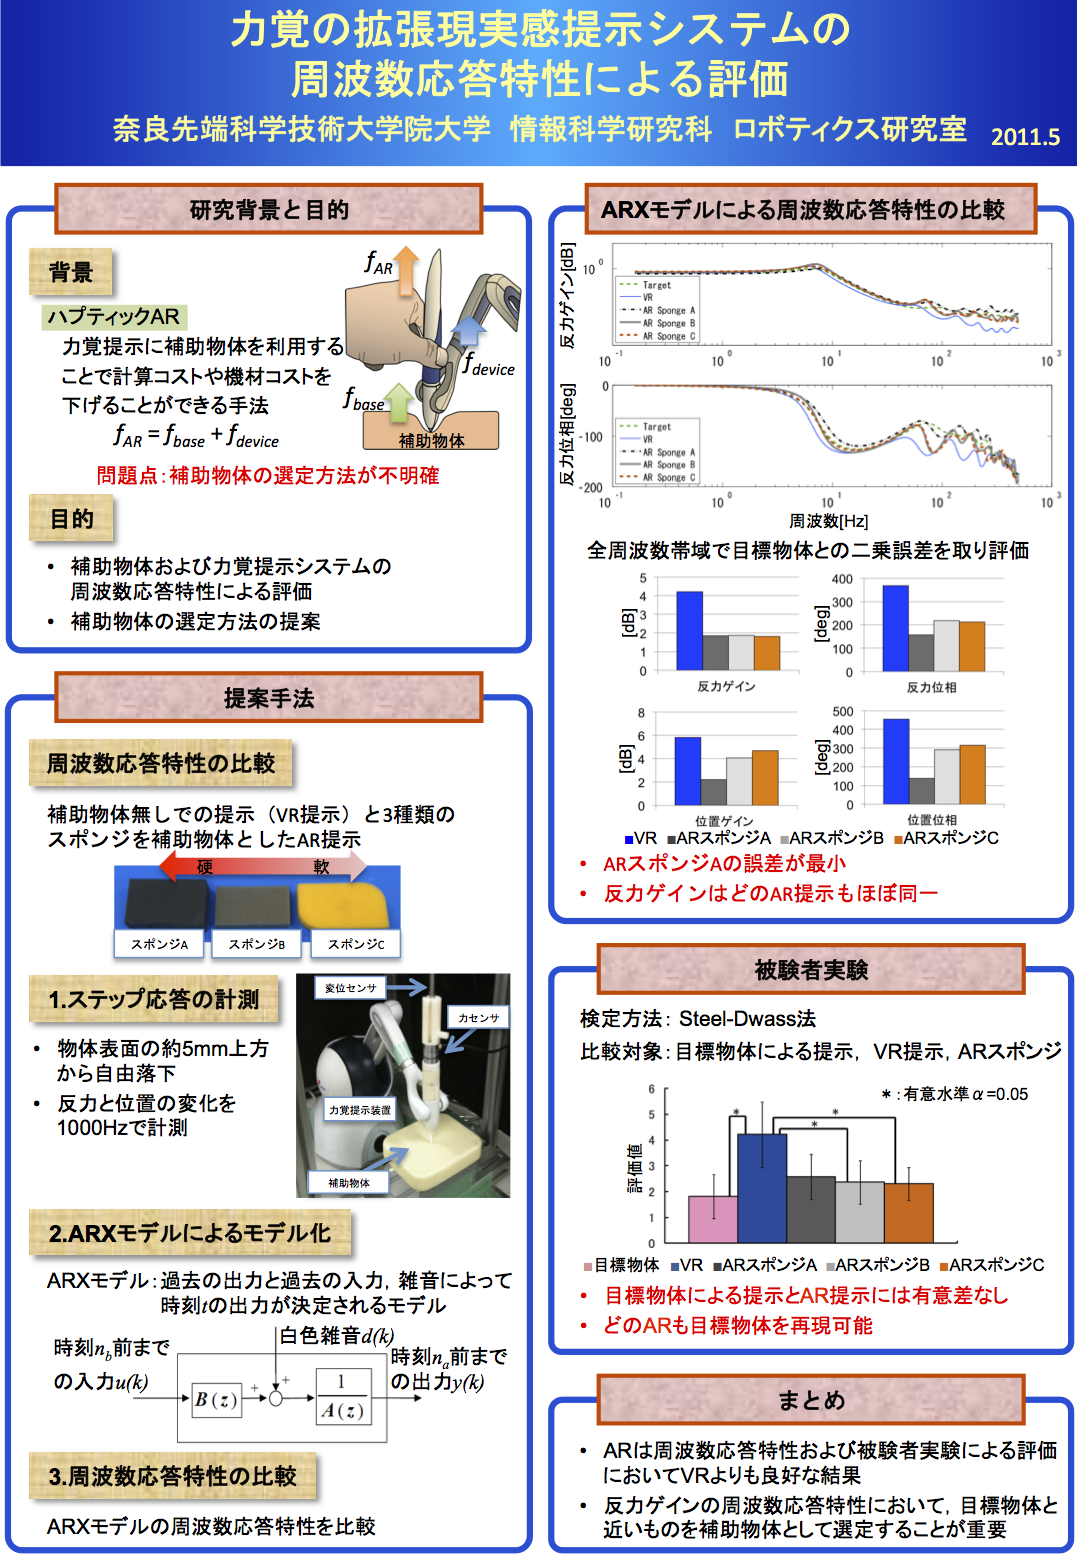 力覚の拡張現実感提示システムの
周波数応答特性による評価
奈良先端科学技術大学院大学 情報科学研究科 ロボティクス研究室 2011.5
研究背景と目的
背景
ハプティックAR
力覚提示に補助物体を利用する
ことで計算コストや機材コストを
下げることができる手法
fAR = fbase + fdevice
fAR
fdevice
fbase
補助物体
問題点：補助物体の選定方法が不明確
目的
• 補助物体および力覚提示システムの
周波数応答特性による評価
• 補助物体の選定方法の提案
提案手法
周波数応答特性の比較
補助物体無しでの提示（VR提示）と3種類の
スポンジを補助物体としたAR提示
硬 軟
スポンジA スポンジB スポンジC
1.ステップ応答の計測
• 物体表面の約5mm上方
から自由落下
• 反力と位置の変化を
1000Hzで計測
変位センサ
力センサ
力覚提示装置
補助物体
2.ARXモデルによるモデル化
ARXモデル：過去の出力と過去の入力，雑音によって
時刻tの出力が決定されるモデル
白色雑音d(k)
時刻nb前まで
の入力u(k)
時刻na前まで
の出力y(k)
B(z) + + 1/A(z)
3.周波数応答特性の比較
ARXモデルの周波数応答特性を比較
ARXモデルによる周波数応答特性の比較
反力ゲイン[dB]
10^0
Target
VR
AR Sponge A
AR Sponge B
AR Sponge C
10^-1 10^0 10^1 10^2 10^3
反力位相[deg]
0
-100
-200
Target
VR
AR Sponge A
AR Sponge B
AR Sponge C
10^-1 10^0 10^1 10^2 10^3
周波数[Hz]
全周波数帯域で目標物体との二乗誤差を取り評価
[dB]
5
4
3
2
1
0
反力ゲイン
[deg]
400
300
200
100
0
反力位相
[dB]
8
6
4
2
0
位置ゲイン
[deg]
500
400
300
200
100
0
位置位相
VR ARスポンジA ARスポンジB ARスポンジC
• ARスポンジAの誤差が最小
• 反力ゲインはどのAR提示もほぼ同一
被験者実験
検定方法： Steel-Dwass法
比較対象：目標物体による提示， VR提示，ARスポンジ
＊：有意水準α=0.05
評価値
6
5
4
3
2
1
0
* * *
目標物体 VR ARスポンジA ARスポンジB ARスポンジC
• 目標物体による提示とAR提示には有意差なし
• どのARも目標物体を再現可能
まとめ
• ARは周波数応答特性および被験者実験による評価
においてVRよりも良好な結果
• 反力ゲインの周波数応答特性において，目標物体と
近いものを補助物体として選定することが重要